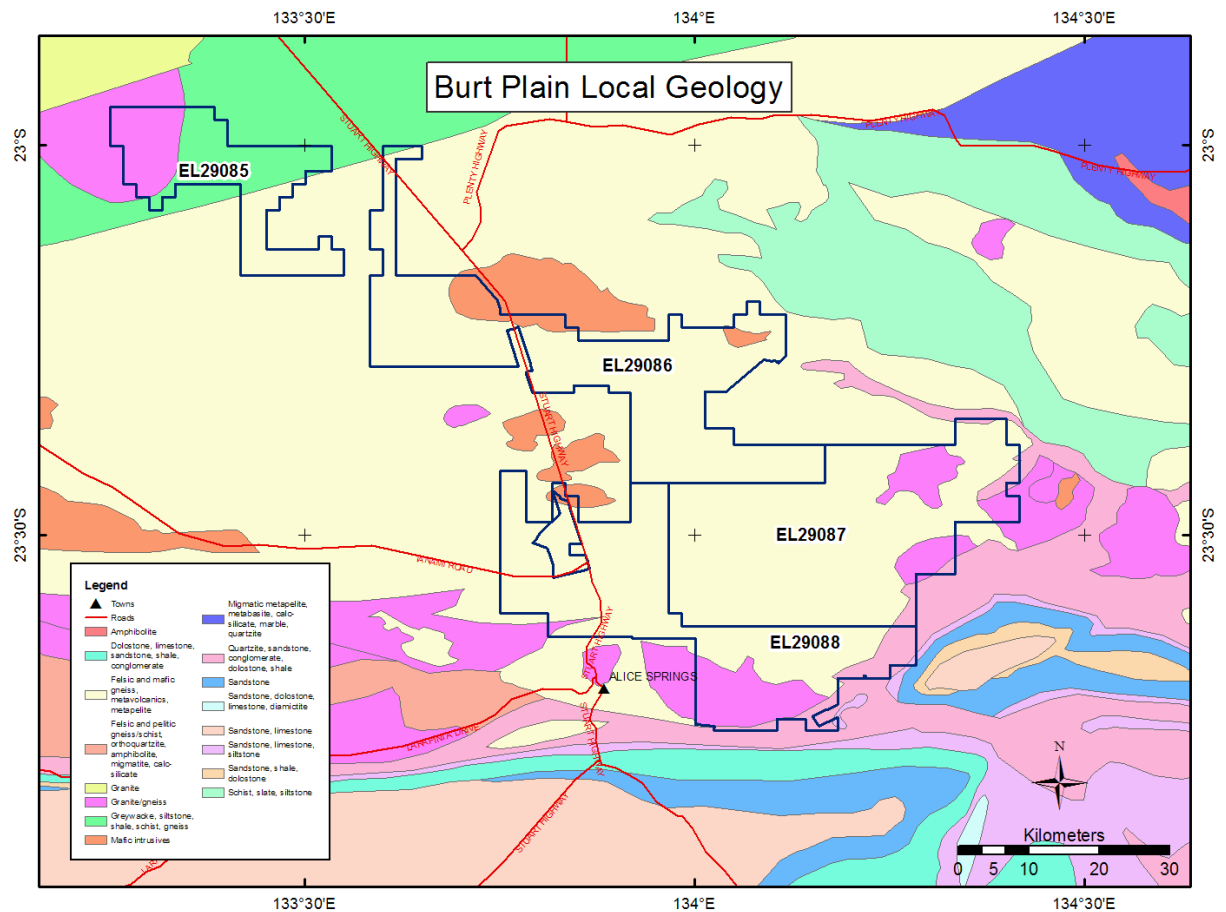 133°30'E
134°E
134°30'E
Burt Plain Local Geology
23°S
23°S
STUART HIGHWAY
PLENTY HIGHWAY
PLENTY HIGHWAY
PLENTY HIGHWAY
EL29085
EL29086
STUART HIGHWAY
23°30'S
23°30'S
EL29087
TANAMI ROAD
EL29088
STUART HIGHWAY
ALICE SPRINGS
STUART HIGHWAY
LARAPINTA DRIVE
STUART HIGHWAY
LAR
Legend
Towns
Roads
Amphibolite
Dolostone, limestone,
sandstone, shale,
conglomerate
Felsic and mafic
gneiss,
metavolcanics,
metapelite
Felsic and pelitic
gneiss/schist,
orthoquartzite,
amphibolite,
migmatite, calc-
silicate
Granite
Granite/gneiss
Greywacke, siltstone,
shale, schist, gneiss
Mafic intrusives
Migmatic metapelite,
metabasite, calc-
silicate, marble,
quartzite
Quartzite, sandstone,
conglomerate,
dolostone, shale
Sandstone
Sandstone, dolostone,
limestone, diamictite
Sandstone, limestone
Sandstone, limestone,
siltstone
Sandstone, shale,
dolostone
Schist, slate, siltstone
N
Kilometers
0 5 10 20 30
133°30'E
134°E
134°30'E